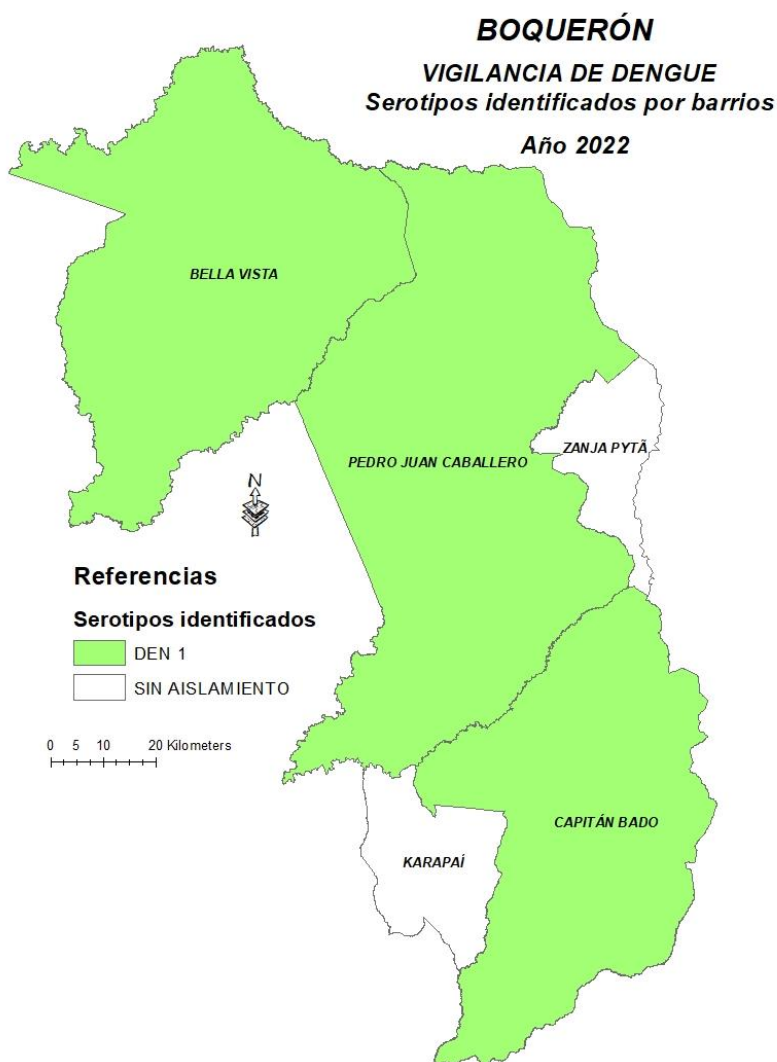 BOQUERÓN
VIGILANCIA DE DENGUE
Serotipos identificados por barrios
Año 2022
BELLA VISTA
PEDRO JUAN CABALLERO
ZANJA PYTÃ
N
Referencias
Serotipos identificados
DEN 1
SIN AISLAMIENTO
0 5 10 20 Kilometers
CAPITÁN BADO
KARAPAÍ